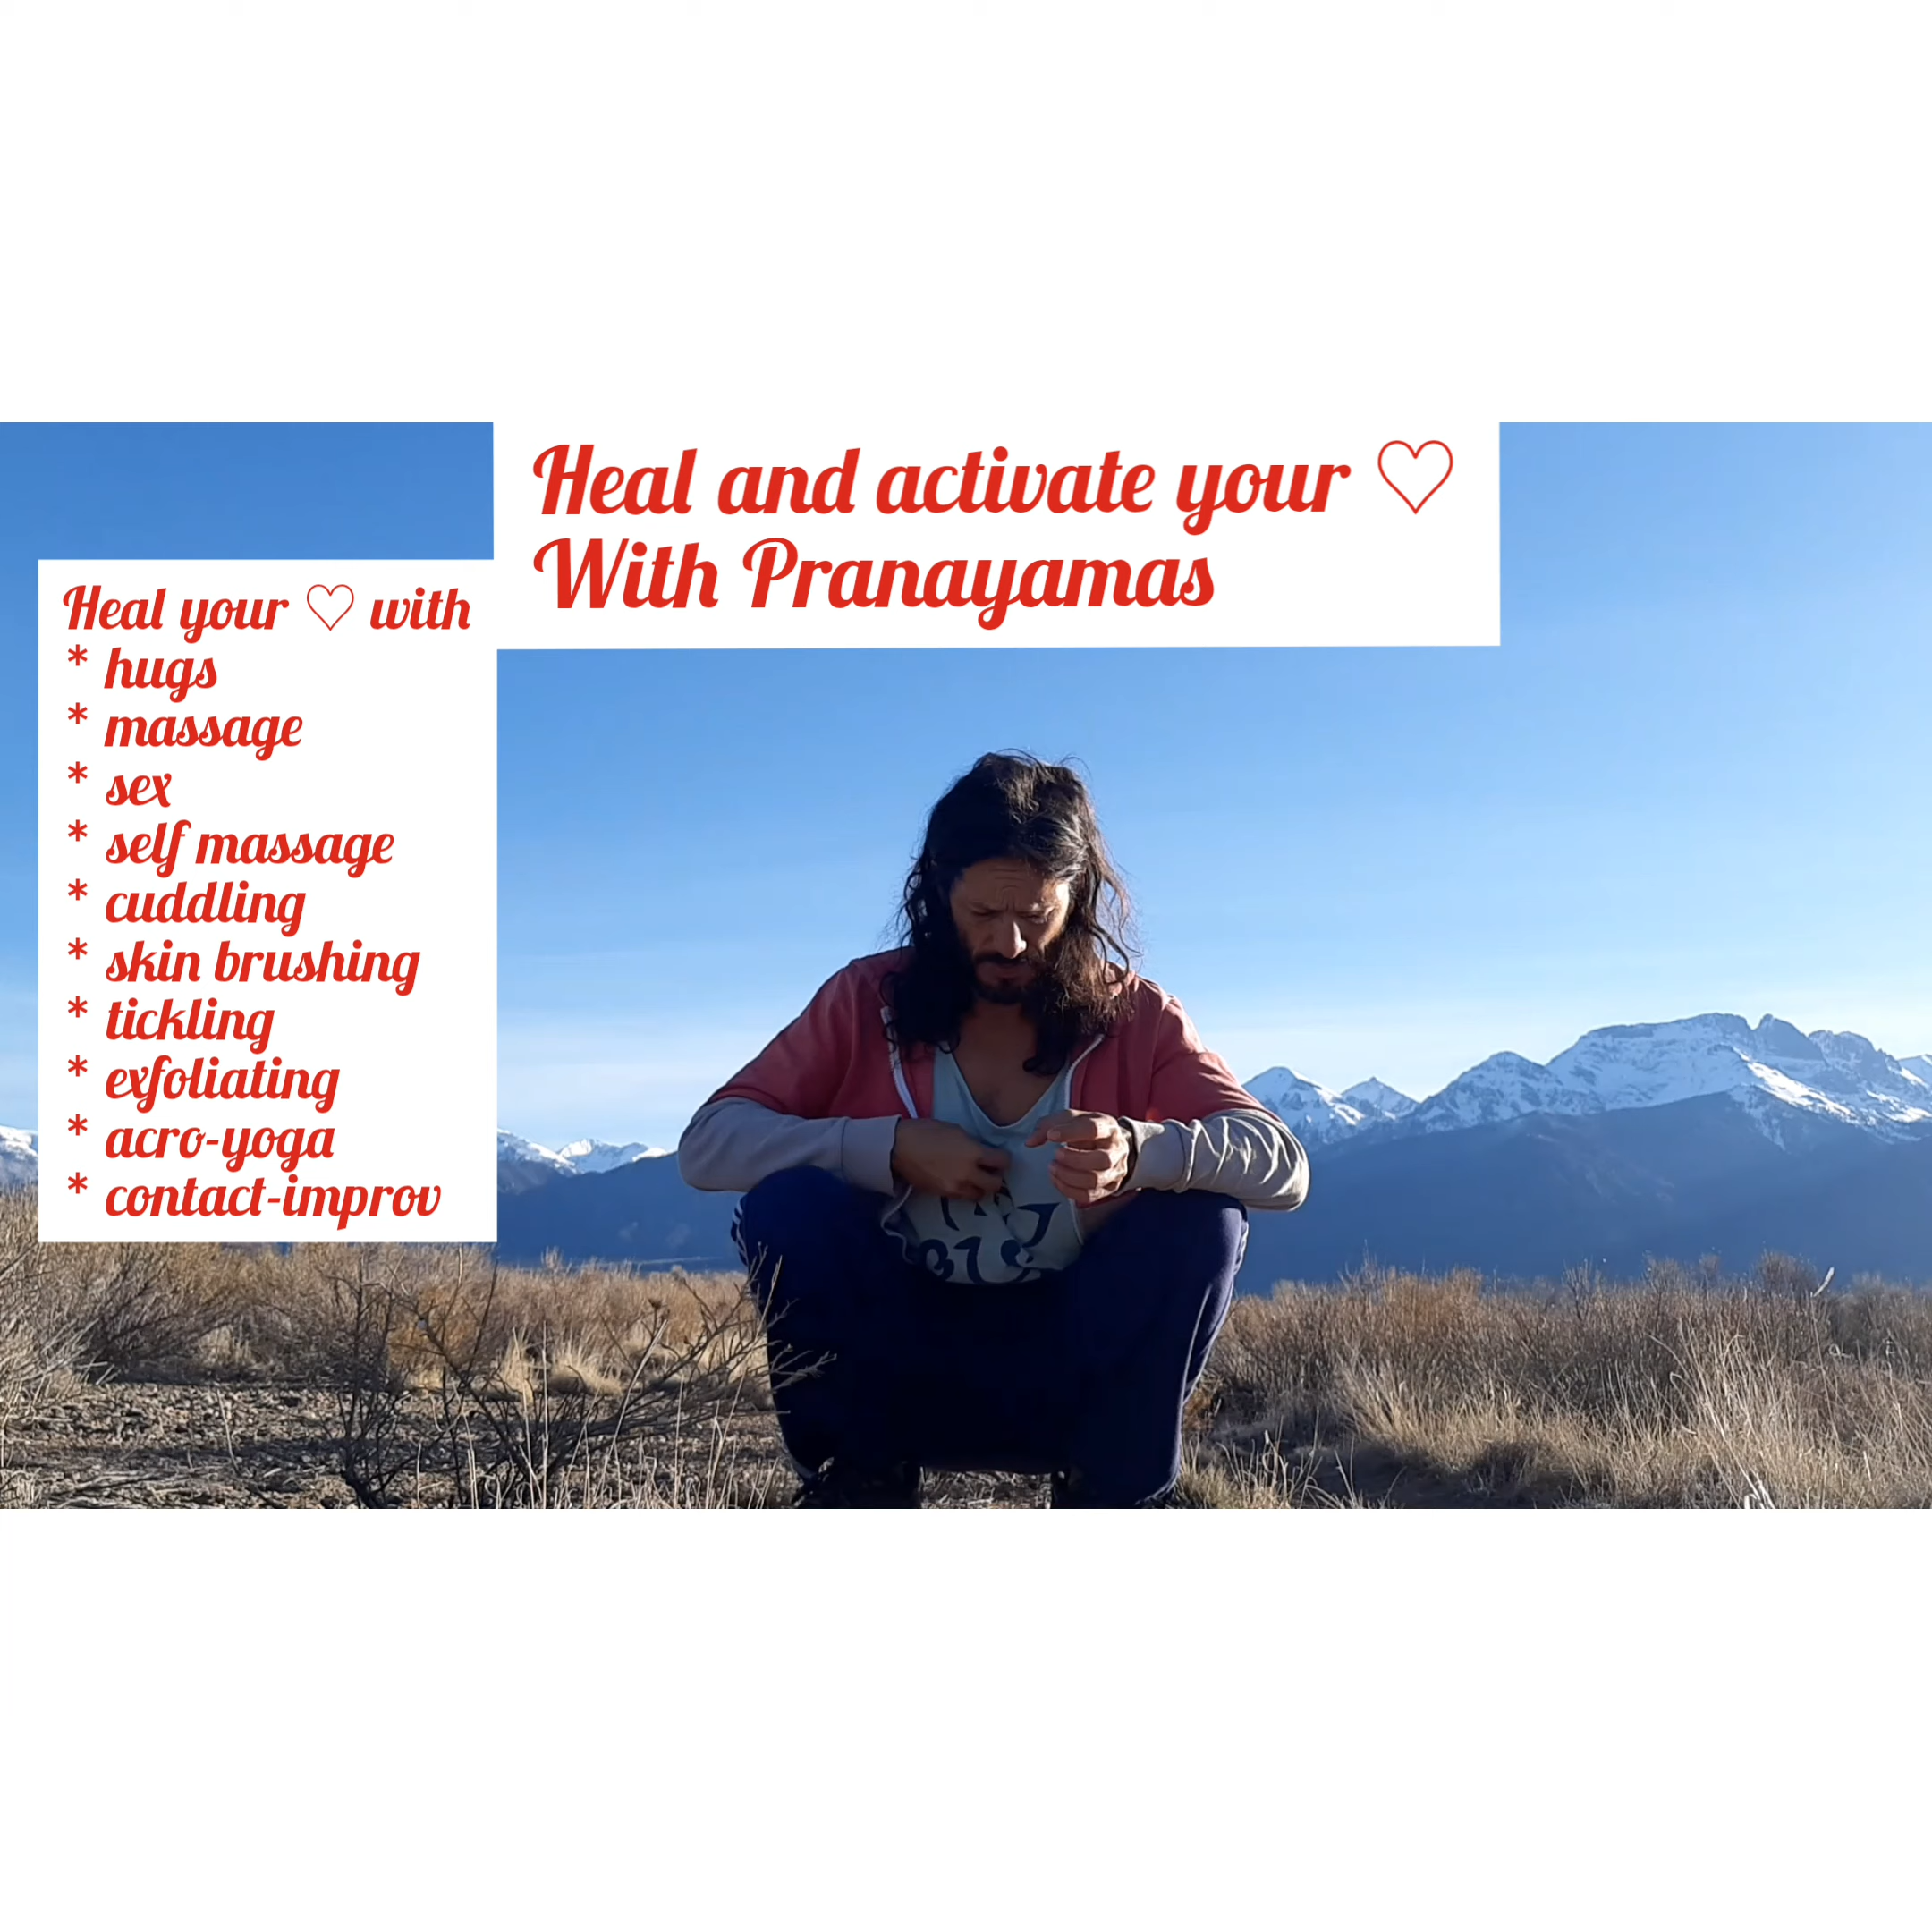 Heal and activate your ♡
With Pranayamas
Heal your ♡ with
* hugs
* massage
* sex
* self massage
* cuddling
* skin brushing
* tickling
* exfoliating
* acro-yoga
* contact-improv